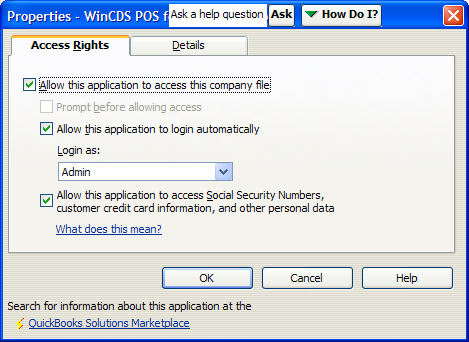 Properties - WinCDS POS f
Ask a help question
Ask
How Do I?
Access Rights
Details
Allow this application to access this company file
Prompt before allowing access
Allow this application to login automatically
Login as:
Admin
Allow this application to access Social Security Numbers,
customer credit card information, and other personal data
What does this mean?
OK
Cancel
Help
Search for information about this application at the
QuickBooks Solutions Marketplace